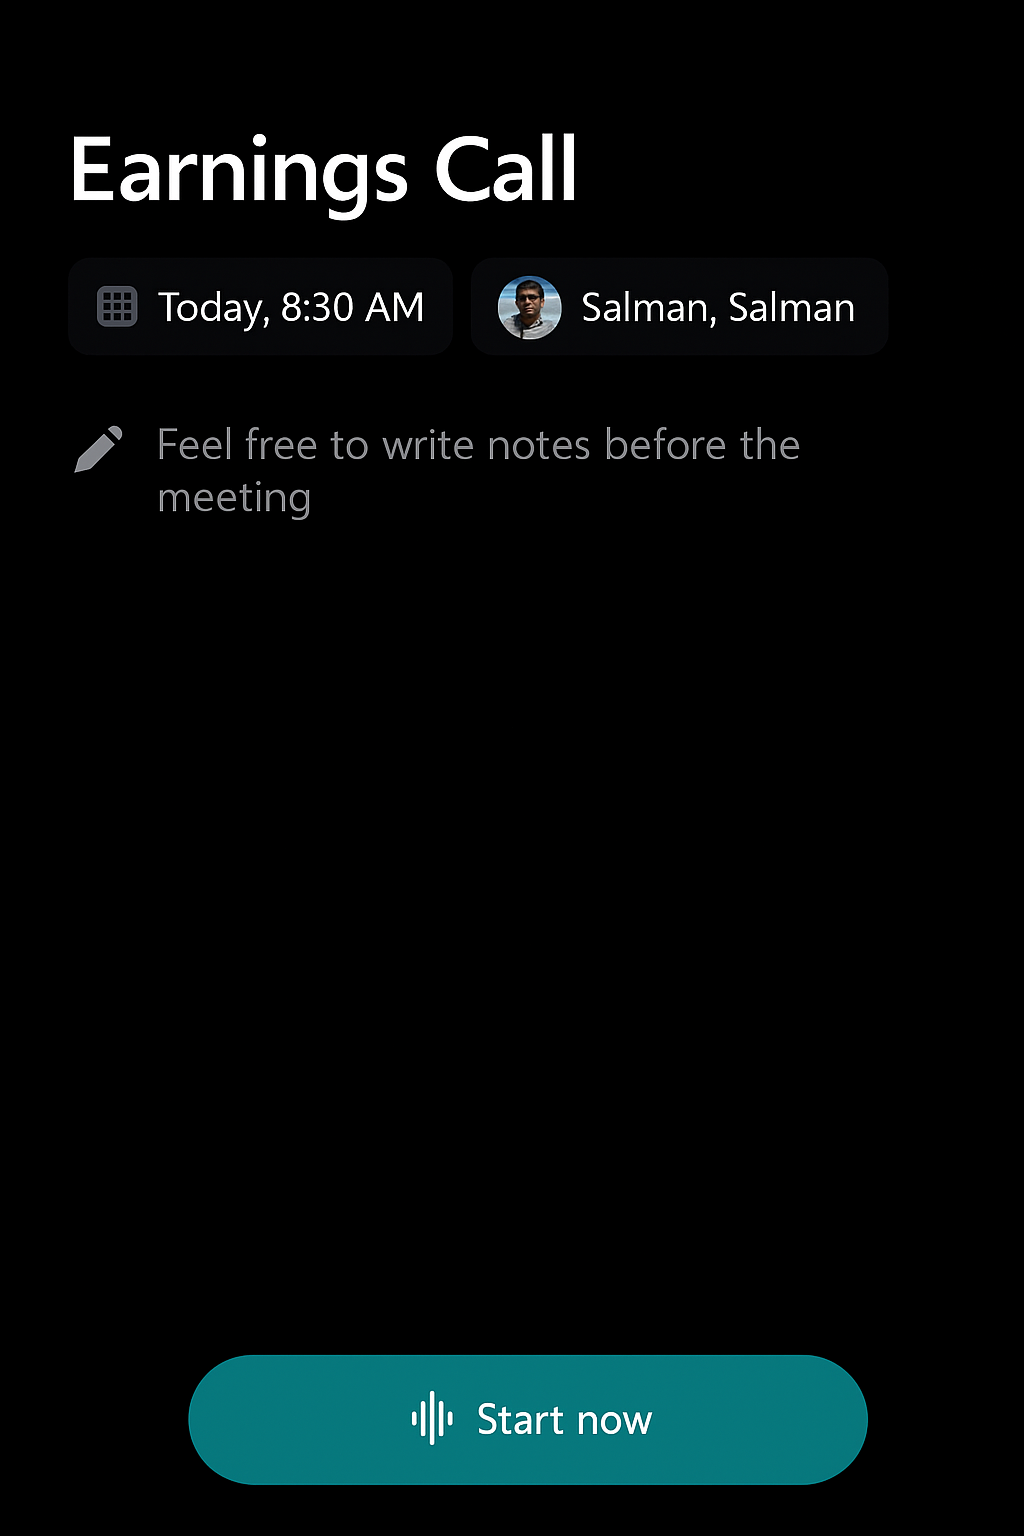 Earnings Call
Today, 8:30 AM
Salman, Salman
Feel free to write notes before the
meeting
Start now